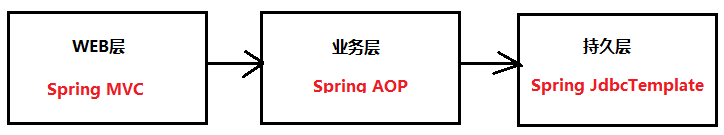 WEB层
Spring MVC
业务层
Spring AOP
持久层
Spring JdbcTemplate